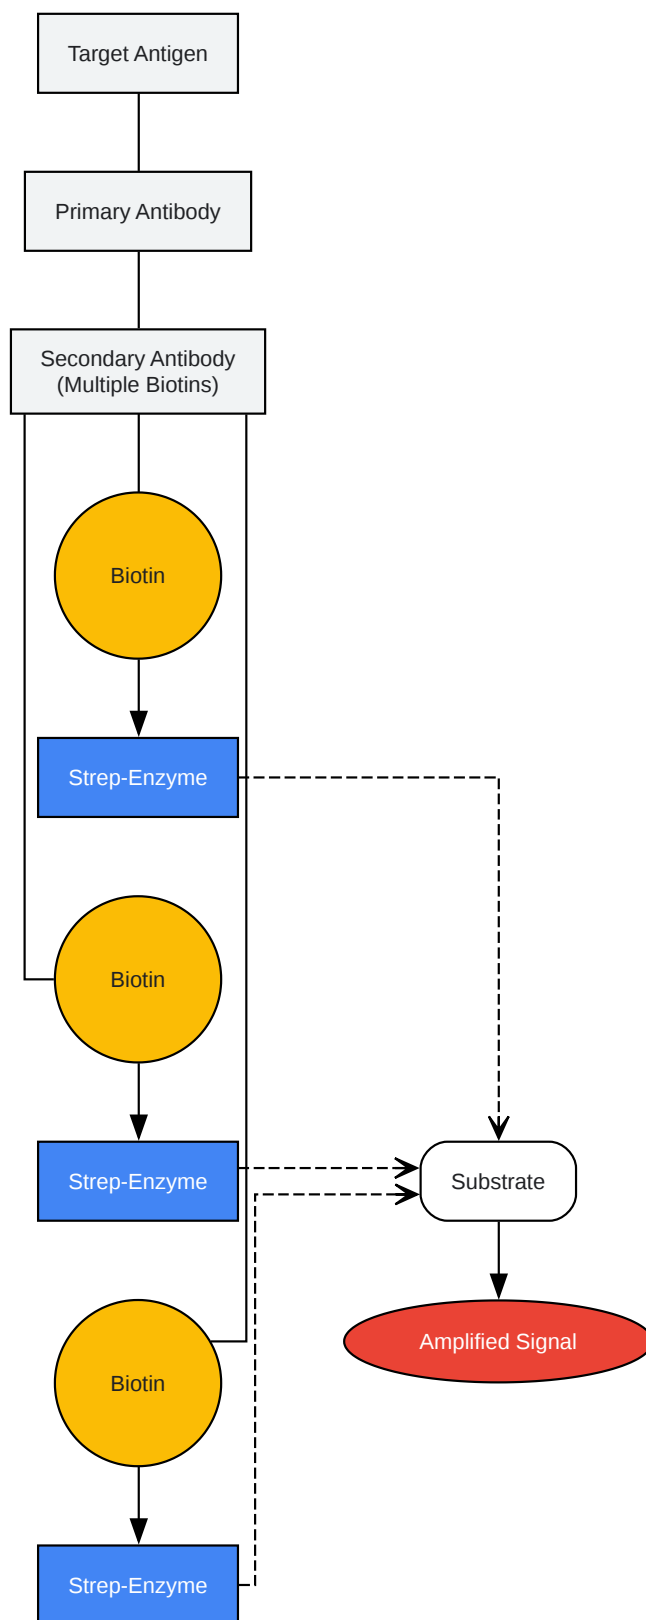 Target Antigen
Primary Antibody
Secondary Antibody
(Multiple Biotins)
Biotin
Strep-Enzyme
Biotin
Strep-Enzyme
Substrate
Amplified Signal
Biotin
Strep-Enzyme